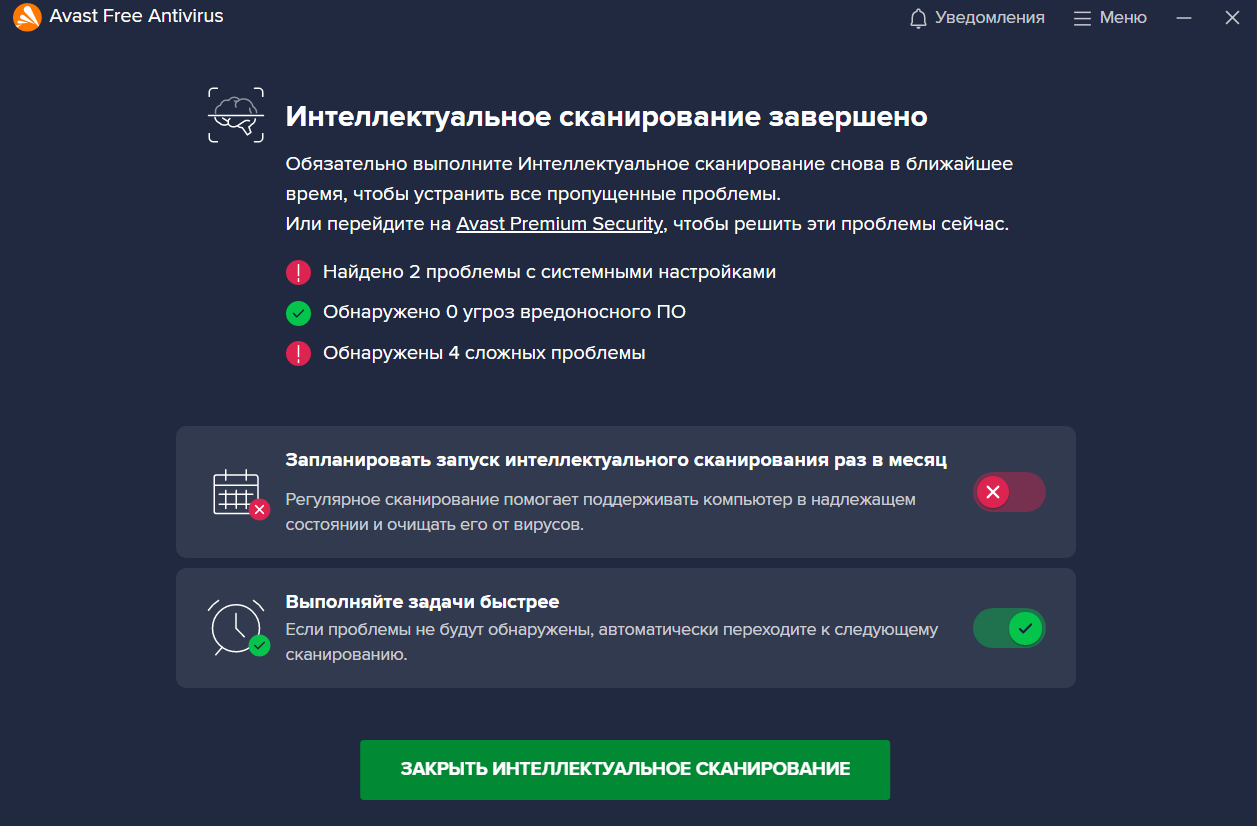 Avast Free Antivirus
Уведомления
Меню
Интеллектуальное сканирование завершено
Обязательно выполните Интеллектуальное сканирование снова в ближайшее
время, чтобы устранить все пропущенные проблемы.
Или перейдите на Avast Premium Security, чтобы решить эти проблемы сейчас.
Найдено 2 проблемы с системными настройками
Обнаружено 0 угроз вредоносного ПО
Обнаружены 4 сложных проблемы
Запланировать запуск интеллектуального сканирования раз в месяц
Регулярное сканирование помогает поддерживать компьютер в надлежащем
состоянии и очищать его от вирусов.
Выполняйте задачи быстрее
Если проблемы не будут обнаружены, автоматически переходите к следующему
сканированию.
ЗАКРЫТЬ ИНТЕЛЛЕКТУАЛЬНОЕ СКАНИРОВАНИЕ